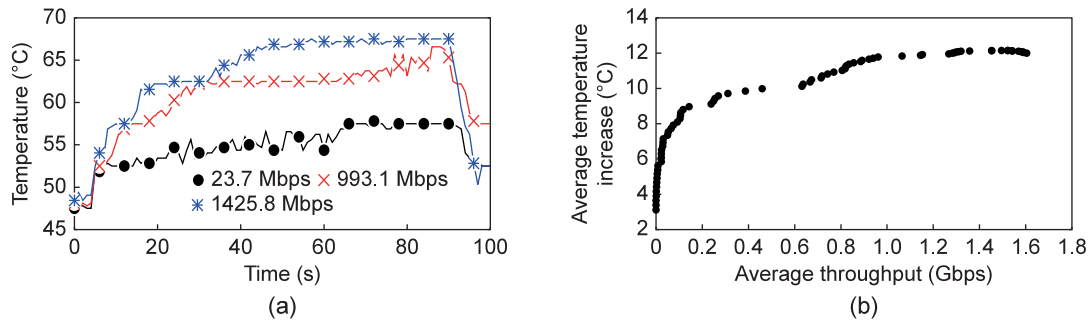 70
65
60
55
50
45
Temperature (°C)
23.7 Mbps
993.1 Mbps
1425.8 Mbps
0 20 40 60 80 100
Time (s)
(a)
14
12
10
8
6
4
2
Average temperature
increase (°C)
0 0.2 0.4 0.6 0.8 1.0 1.2 1.4 1.6 1.8
Average throughput (Gbps)
(b)